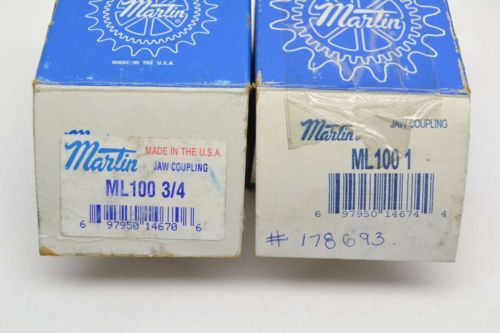 Martin
MADE IN THE U.S.A.
Martin
MADE IN THE U.S.A.
JAW COUPLING
ML100 3/4
6 97950 14670 6
Martin
Martin
JAW COUPLING
ML100 1
6 97950 14674 4
# 178693